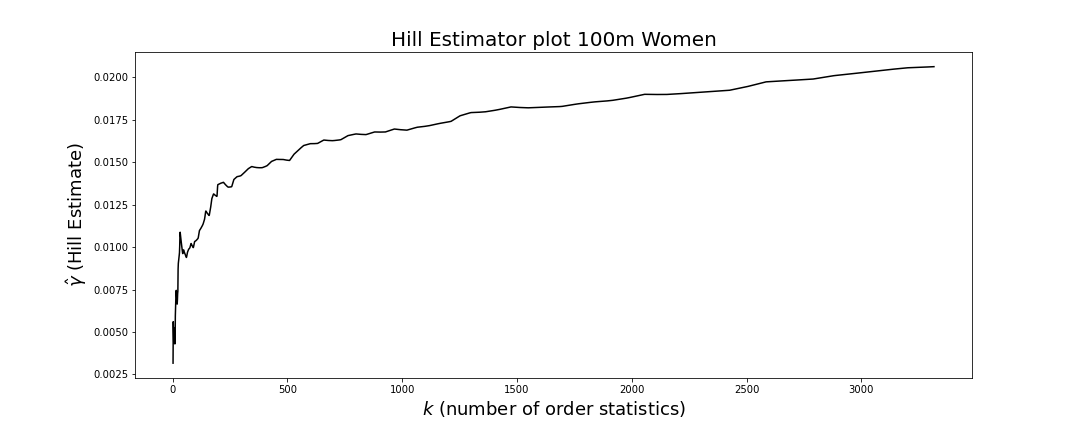 Hill Estimator plot 100m Women
γ̂ (Hill Estimate)
0.0200
0.0175
0.0150
0.0125
0.0100
0.0075
0.0050
0.0025
0 500 1000 1500 2000 2500 3000
k (number of order statistics)